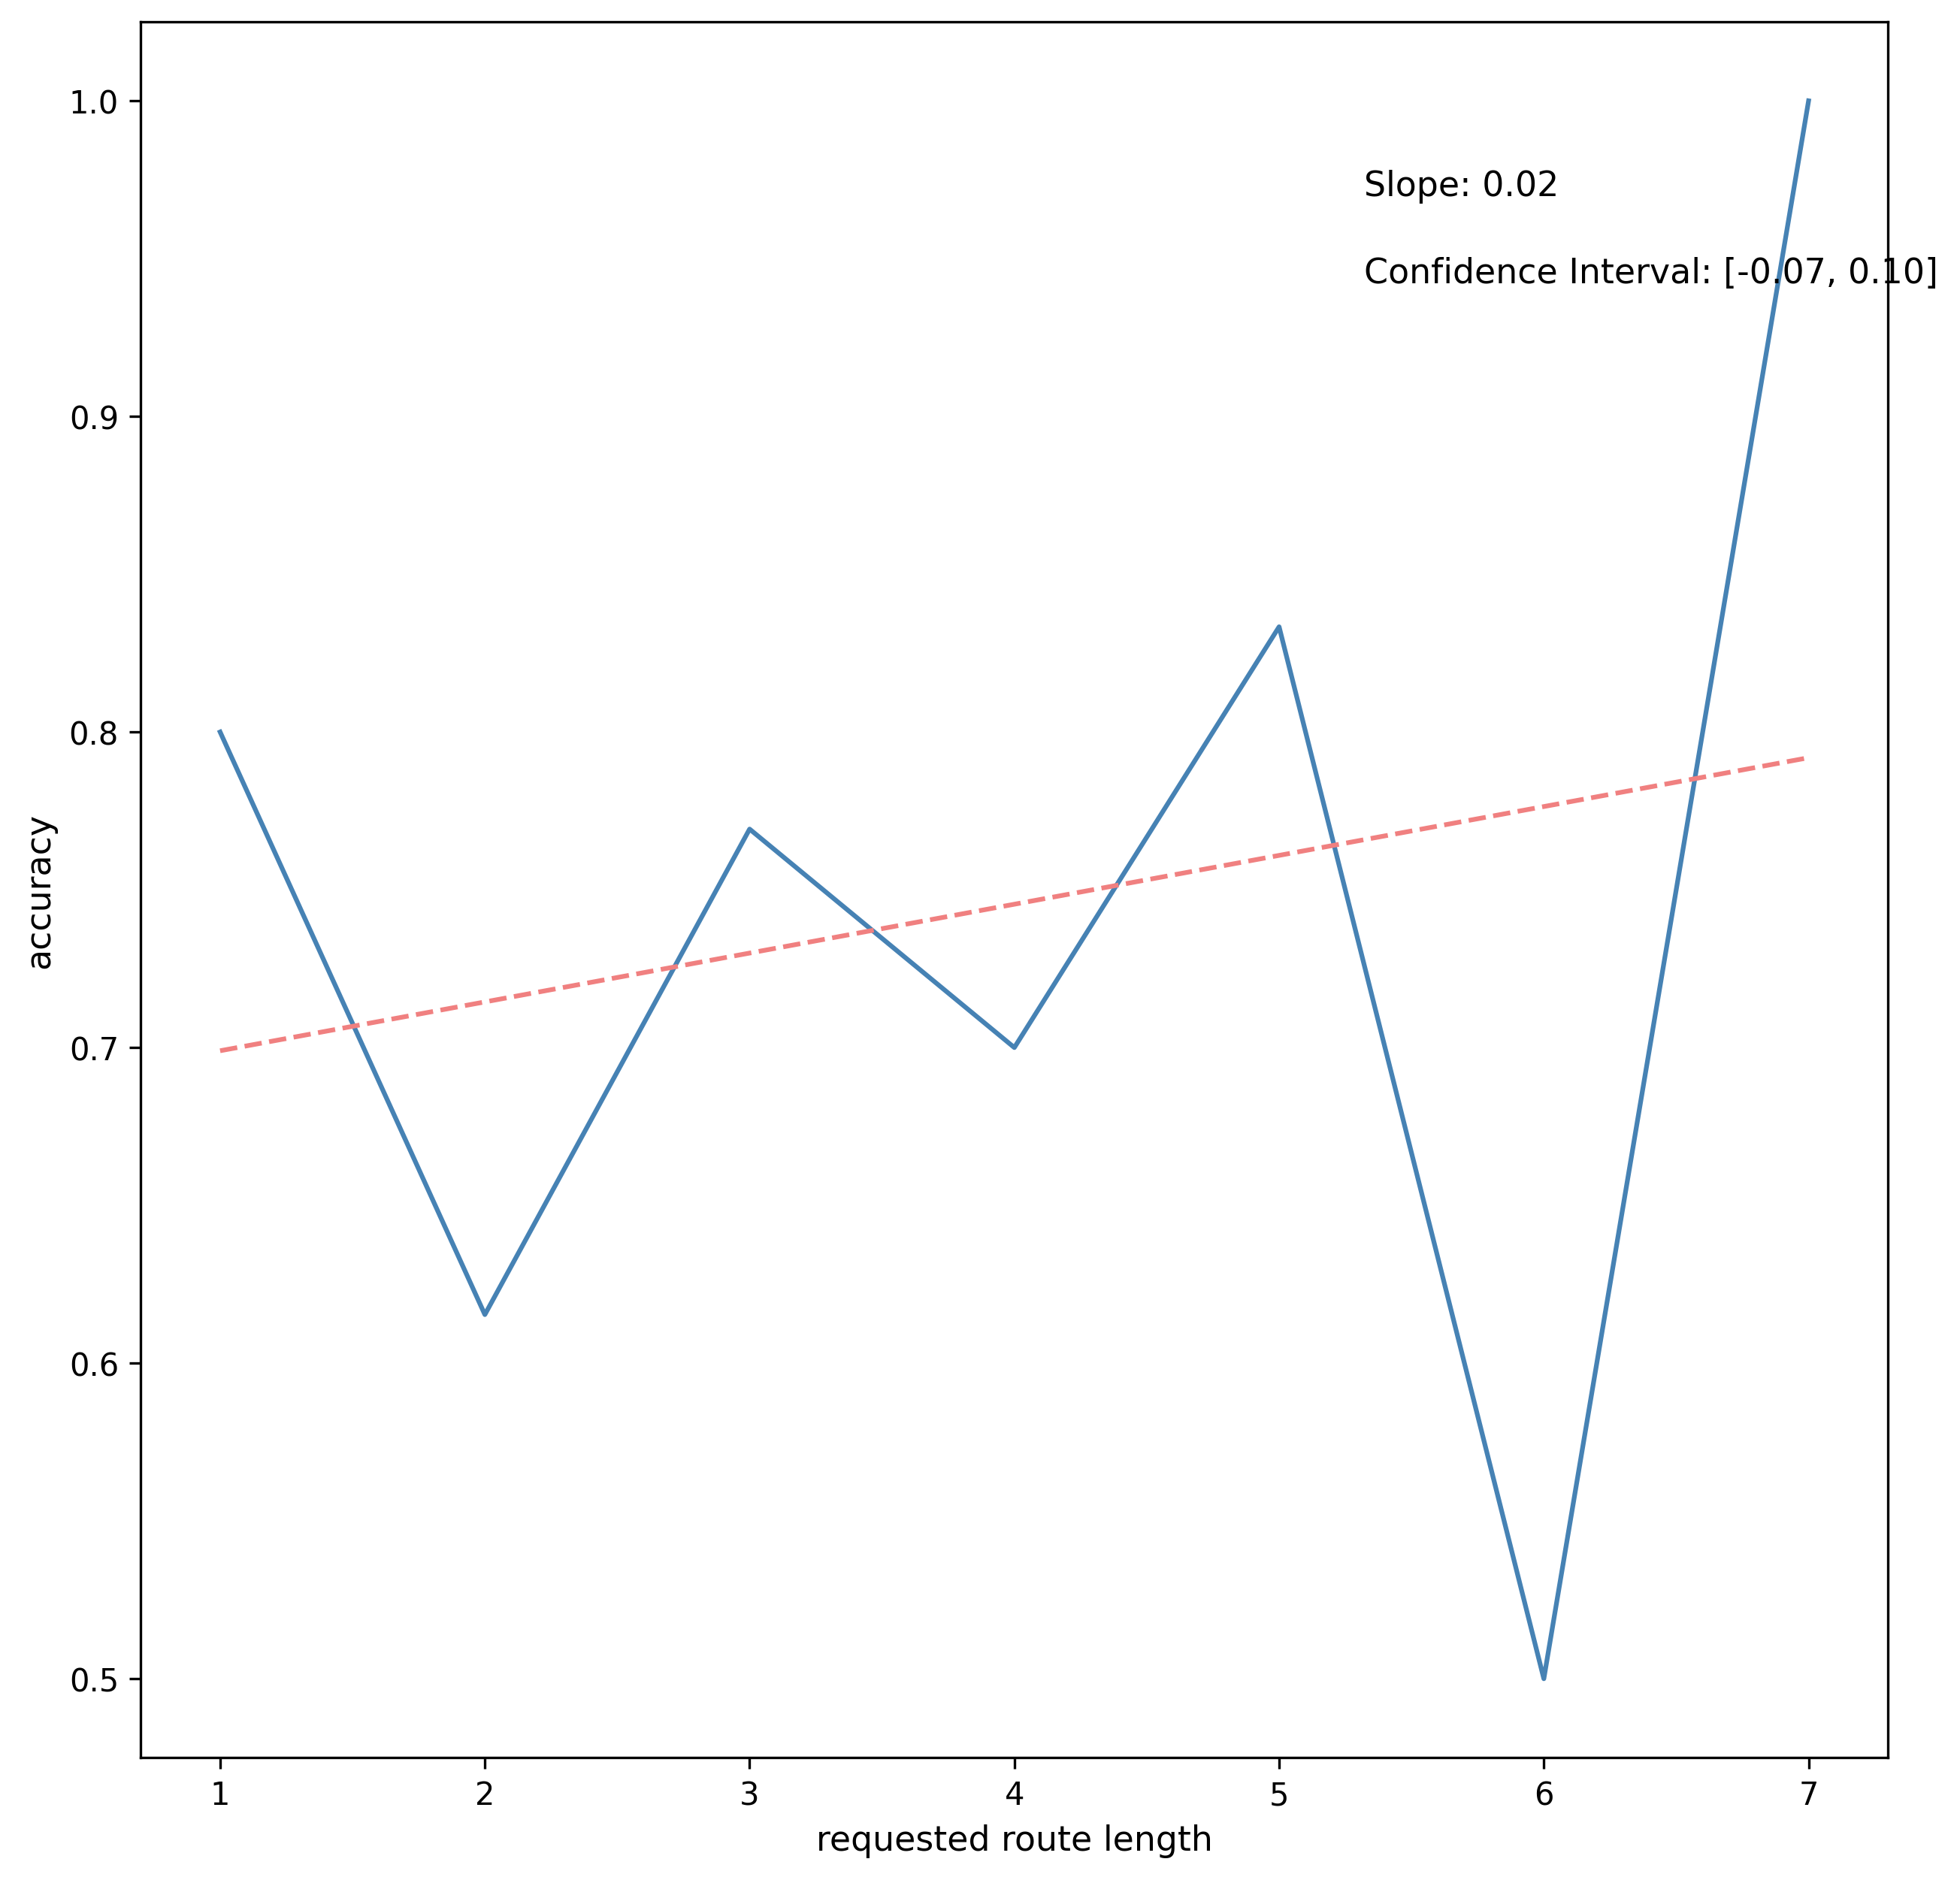 1.0
0.9
0.8
0.7
0.6
0.5
accuracy
Slope: 0.02
Confidence Interval: [-0.07, 0.10]
1 2 3 4 5 6 7
requested route length